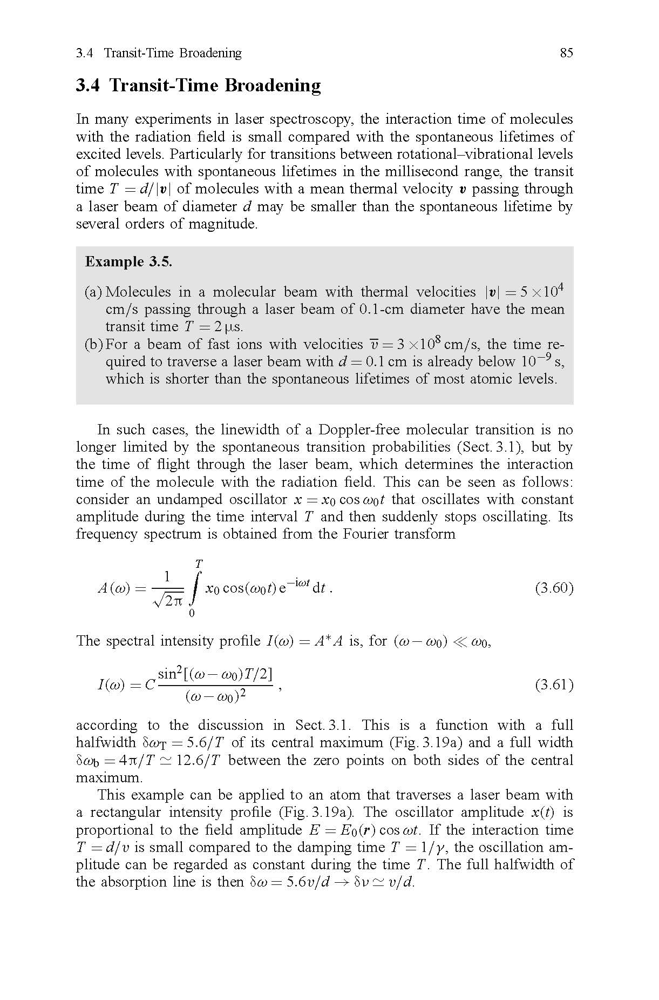 3.4 Transit-Time Broadening 85
3.4 Transit-Time Broadening
In many experiments in laser spectroscopy, the interaction time of molecules
with the radiation field is small compared with the spontaneous lifetimes of
excited levels. Particularly for transitions between rotational–vibrational levels
of molecules with spontaneous lifetimes in the millisecond range, the transit
time T = d/|v| of molecules with a mean thermal velocity v passing through
a laser beam of diameter d may be smaller than the spontaneous lifetime by
several orders of magnitude.
Example 3.5.
(a) Molecules in a molecular beam with thermal velocities |v| = 5 ×10⁴
cm/s passing through a laser beam of 0.1-cm diameter have the mean
transit time T = 2 μs.
(b) For a beam of fast ions with velocities v̅ = 3 ×10⁸ cm/s, the time re-
quired to traverse a laser beam with d = 0.1 cm is already below 10⁻⁹ s,
which is shorter than the spontaneous lifetimes of most atomic levels.
In such cases, the linewidth of a Doppler-free molecular transition is no
longer limited by the spontaneous transition probabilities (Sect. 3.1), but by
the time of flight through the laser beam, which determines the interaction
time of the molecule with the radiation field. This can be seen as follows:
consider an undamped oscillator x = x₀ cos ω₀t that oscillates with constant
amplitude during the time interval T and then suddenly stops oscillating. Its
frequency spectrum is obtained from the Fourier transform
A(ω) = 1/√2π ∫₀ᵀ x₀ cos(ω₀t) e^{−iωt} dt . (3.60)
The spectral intensity profile I(ω) = A*A is, for (ω − ω₀) ≪ ω₀,
I(ω) = C sin²[(ω − ω₀)T/2] / (ω − ω₀)² , (3.61)
according to the discussion in Sect. 3.1. This is a function with a full
halfwidth δω_T = 5.6/T of its central maximum (Fig. 3.19a) and a full width
δω_b = 4π/T ≃ 12.6/T between the zero points on both sides of the central
maximum.
This example can be applied to an atom that traverses a laser beam with
a rectangular intensity profile (Fig. 3.19a). The oscillator amplitude x(t) is
proportional to the field amplitude E = E₀(r) cos ωt. If the interaction time
T = d/v is small compared to the damping time T = 1/γ, the oscillation am-
plitude can be regarded as constant during the time T. The full halfwidth of
the absorption line is then δω = 5.6v/d → δν ≃ v/d.